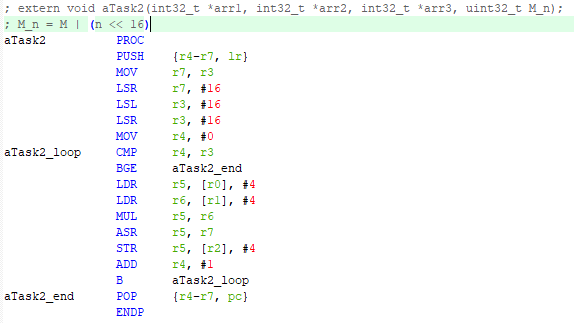 ; extern void aTask2(int32_t *arr1, int32_t *arr2, int32_t *arr3, uint32_t M_n);
; M_n = M | (n << 16)
aTask2 PROC
PUSH {r4-r7, lr}
MOV r7, r3
LSR r7, #16
LSL r3, #16
LSR r3, #16
MOV r4, #0
aTask2_loop CMP r4, r3
BGE aTask2_end
LDR r5, [r0], #4
LDR r6, [r1], #4
MUL r5, r6
ASR r5, r7
STR r5, [r2], #4
ADD r4, #1
B aTask2_loop
aTask2_end POP {r4-r7, pc}
ENDP